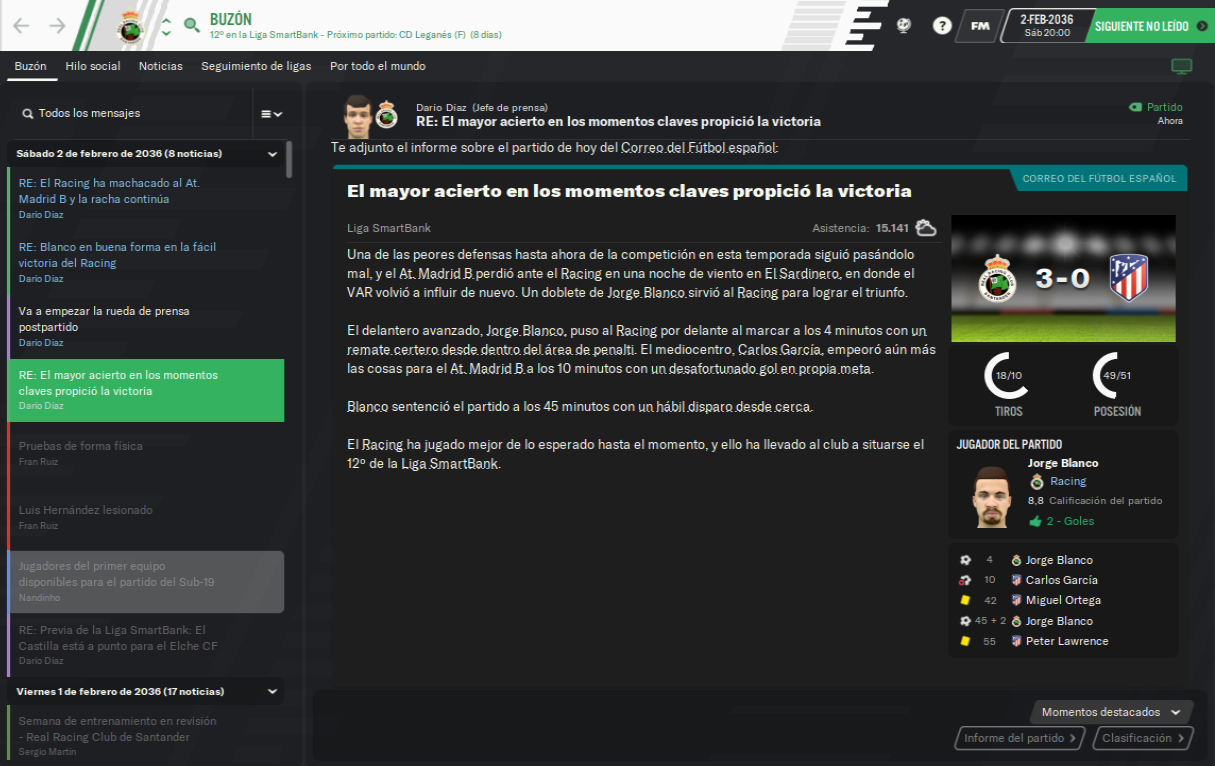 BUZÓN
12º en la Liga SmartBank - Próximo partido: CD Leganés (F) (8 días)
?
FM
2-FEB-2036
Sáb 20:00
SIGUIENTE NO LEÍDO
Buzón
Hilo social
Noticias
Seguimiento de ligas
Por todo el mundo
Todos los mensajes
Sábado 2 de febrero de 2036 (8 noticias)
RE: El Racing ha machacado al At.
Madrid B y la racha continúa
Darío Díaz
RE: Blanco en buena forma en la fácil
victoria del Racing
Darío Díaz
Va a empezar la rueda de prensa
postpartido
Darío Díaz
RE: El mayor acierto en los momentos
claves propició la victoria
Darío Díaz
Pruebas de forma física
Fran Ruiz
Luis Hernández lesionado
Fran Ruiz
Jugadores del primer equipo
disponibles para el partido del Sub-19
Nandinho
RE: Previa de la Liga SmartBank: El
Castilla está a punto para el Elche CF
Darío Díaz
Viernes 1 de febrero de 2036 (17 noticias)
Semana de entrenamiento en revisión
- Real Racing Club de Santander
Sergio Martín
Darío Díaz (Jefe de prensa)
RE: El mayor acierto en los momentos claves propició la victoria
Partido
Ahora
Te adjunto el informe sobre el partido de hoy del Correo del Fútbol español:
CORREO DEL FÚTBOL ESPAÑOL
El mayor acierto en los momentos claves propició la victoria
Liga SmartBank
Asistencia: 15.141
Una de las peores defensas hasta ahora de la competición en esta temporada siguió pasándolo
mal, y el At. Madrid B perdió ante el Racing en una noche de viento en El Sardinero, en donde el
VAR volvió a influir de nuevo. Un doblete de Jorge Blanco sirvió al Racing para lograr el triunfo.
El delantero avanzado, Jorge Blanco, puso al Racing por delante al marcar a los 4 minutos con un
remate certero desde dentro del área de penalti. El mediocentro, Carlos García, empeoró aún más
las cosas para el At. Madrid B a los 10 minutos con un desafortunado gol en propia meta.
Blanco sentenció el partido a los 45 minutos con un hábil disparo desde cerca.
El Racing ha jugado mejor de lo esperado hasta el momento, y ello ha llevado al club a situarse el
12º de la Liga SmartBank.
3-0
18/10
TIROS
49/51
POSESIÓN
JUGADOR DEL PARTIDO
Jorge Blanco
Racing
8,8 Calificación del partido
2 - Goles
4 Jorge Blanco
10 Carlos García
42 Miguel Ortega
45 + 2 Jorge Blanco
55 Peter Lawrence
Momentos destacados
Informe del partido
Clasificación